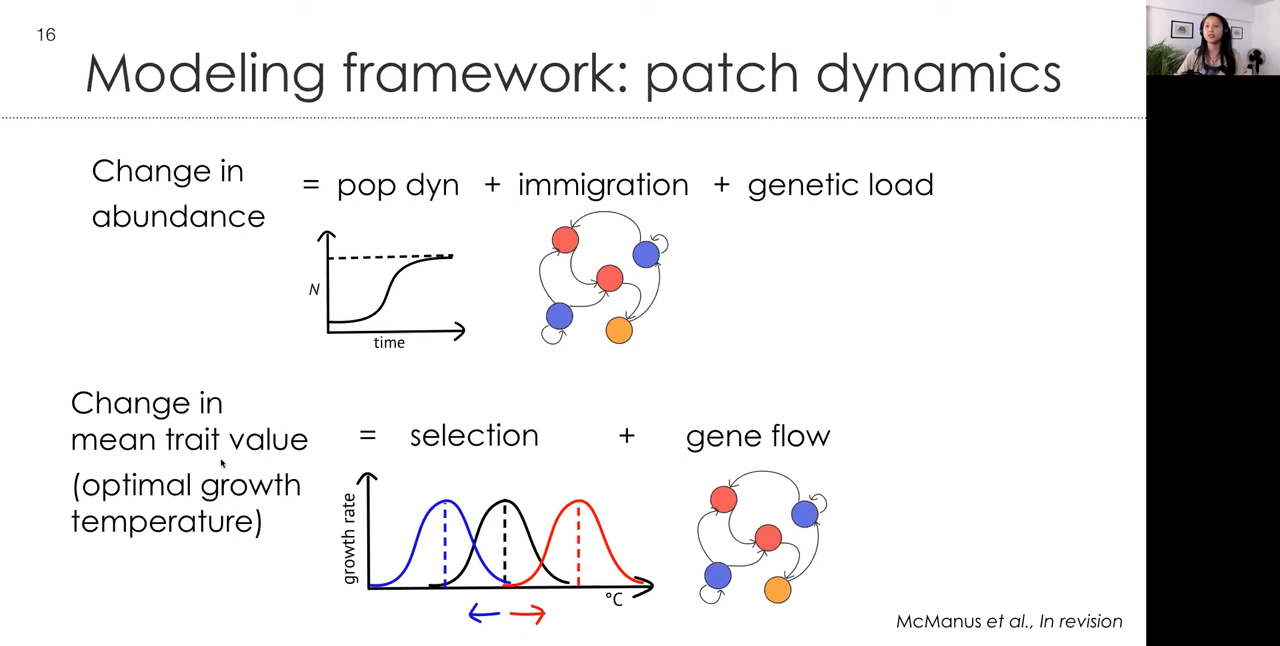 16
Modeling framework: patch dynamics
Change in
abundance
= pop dyn + immigration + genetic load
N
time
Change in
mean trait value
(optimal growth
temperature)
= selection + gene flow
growth rate
°C
McManus et al., In revision